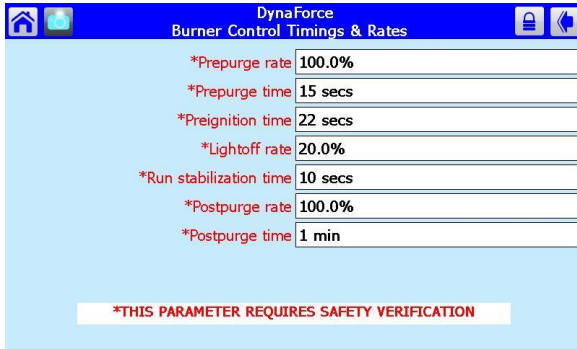 DynaForce
Burner Control Timings & Rates
*Prepurge rate 100.0%
*Prepurge time 15 secs
*Preignition time 22 secs
*Lightoff rate 20.0%
*Run stabilization time 10 secs
*Postpurge rate 100.0%
*Postpurge time 1 min
*THIS PARAMETER REQUIRES SAFETY VERIFICATION